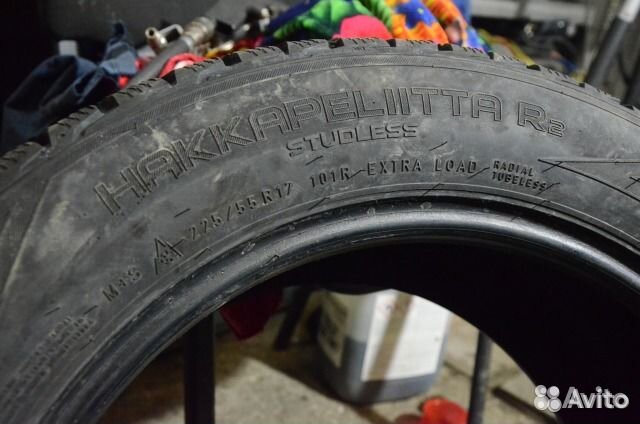 HAKKAPELIITTA R2
STUDLESS
M+S 225/55R17 101R EXTRA LOAD RADIAL
TUBELESS
Avito